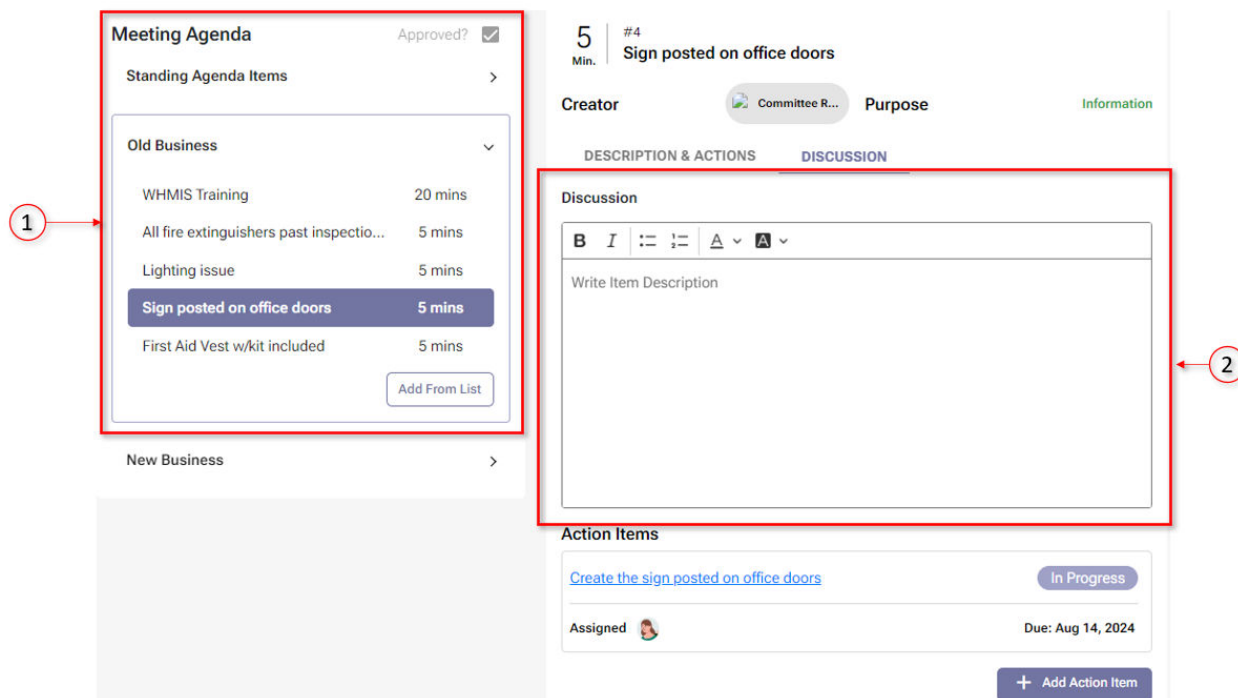 Meeting Agenda Approved?
Standing Agenda Items
Old Business
WHMIS Training 20 mins
All fire extinguishers past inspectio... 5 mins
Lighting issue 5 mins
Sign posted on office doors 5 mins
First Aid Vest w/kit included 5 mins
Add From List
New Business
1
5
Min.
#4
Sign posted on office doors
Creator Committee R... Purpose Information
DESCRIPTION & ACTIONS DISCUSSION
Discussion
B I A A
Write Item Description
2
Action Items
Create the sign posted on office doors In Progress
Assigned Due: Aug 14, 2024
+ Add Action Item